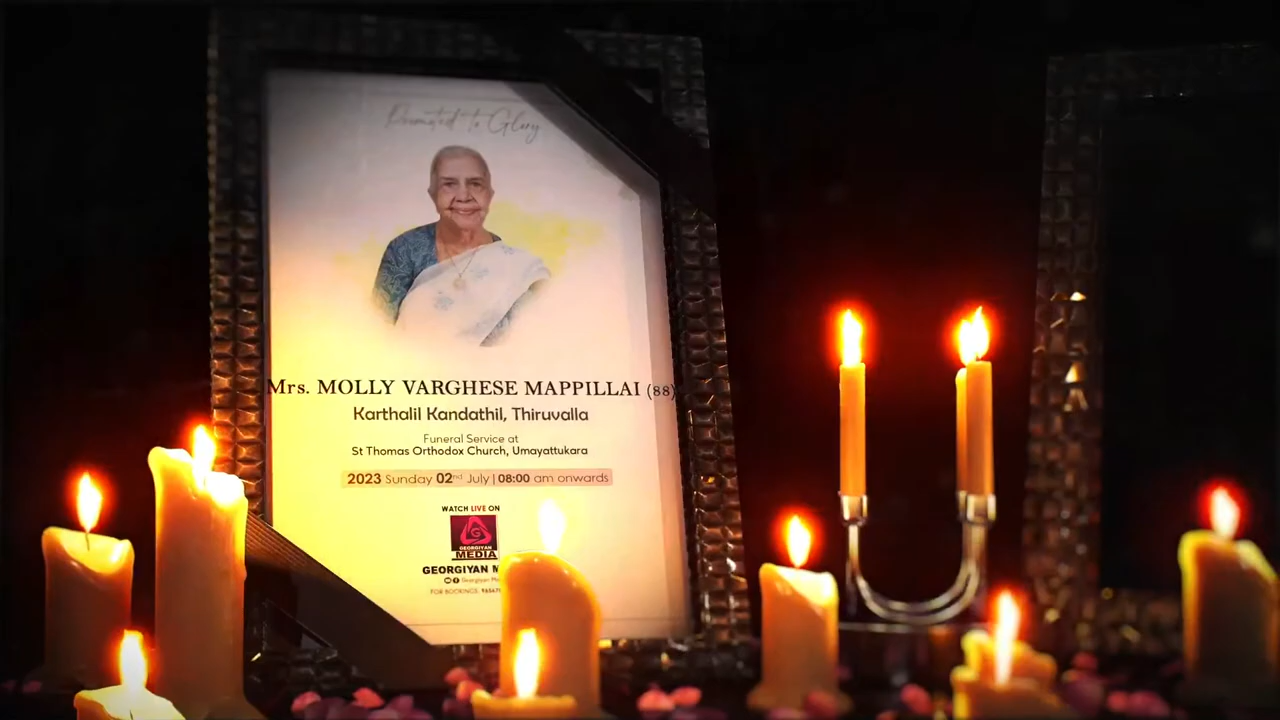 Promoted to Glory
Mrs. MOLLY VARGHESE MAPPILLAI (88)
Karthalil Kandathil, Thiruvalla
Funeral Service at
St Thomas Orthodox Church, Umayattukara
2023 Sunday 02nd July | 08:00 am onwards
WATCH LIVE ON
G
GEORGIYAN
MEDIA
GEORGIYAN
Georgiyan
FOR BOOKINGS: